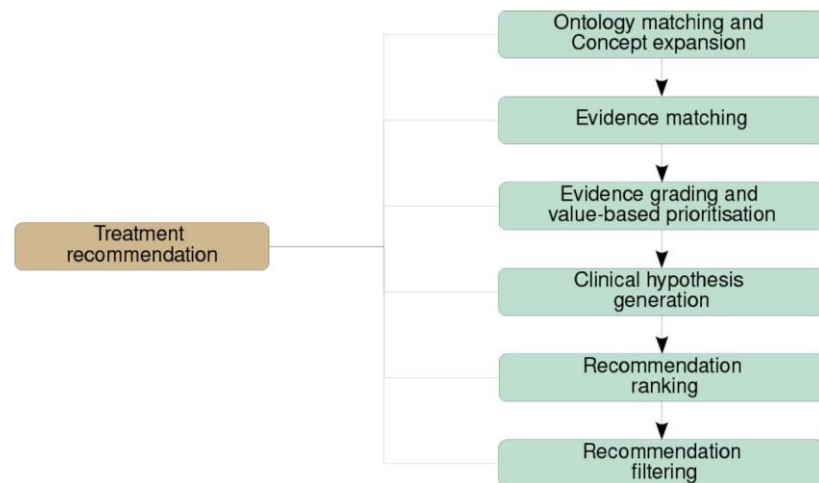 Ontology matching and
Concept expansion
Evidence matching
Evidence grading and
value-based prioritisation
Treatment
recommendation
Clinical hypothesis
generation
Recommendation
ranking
Recommendation
filtering